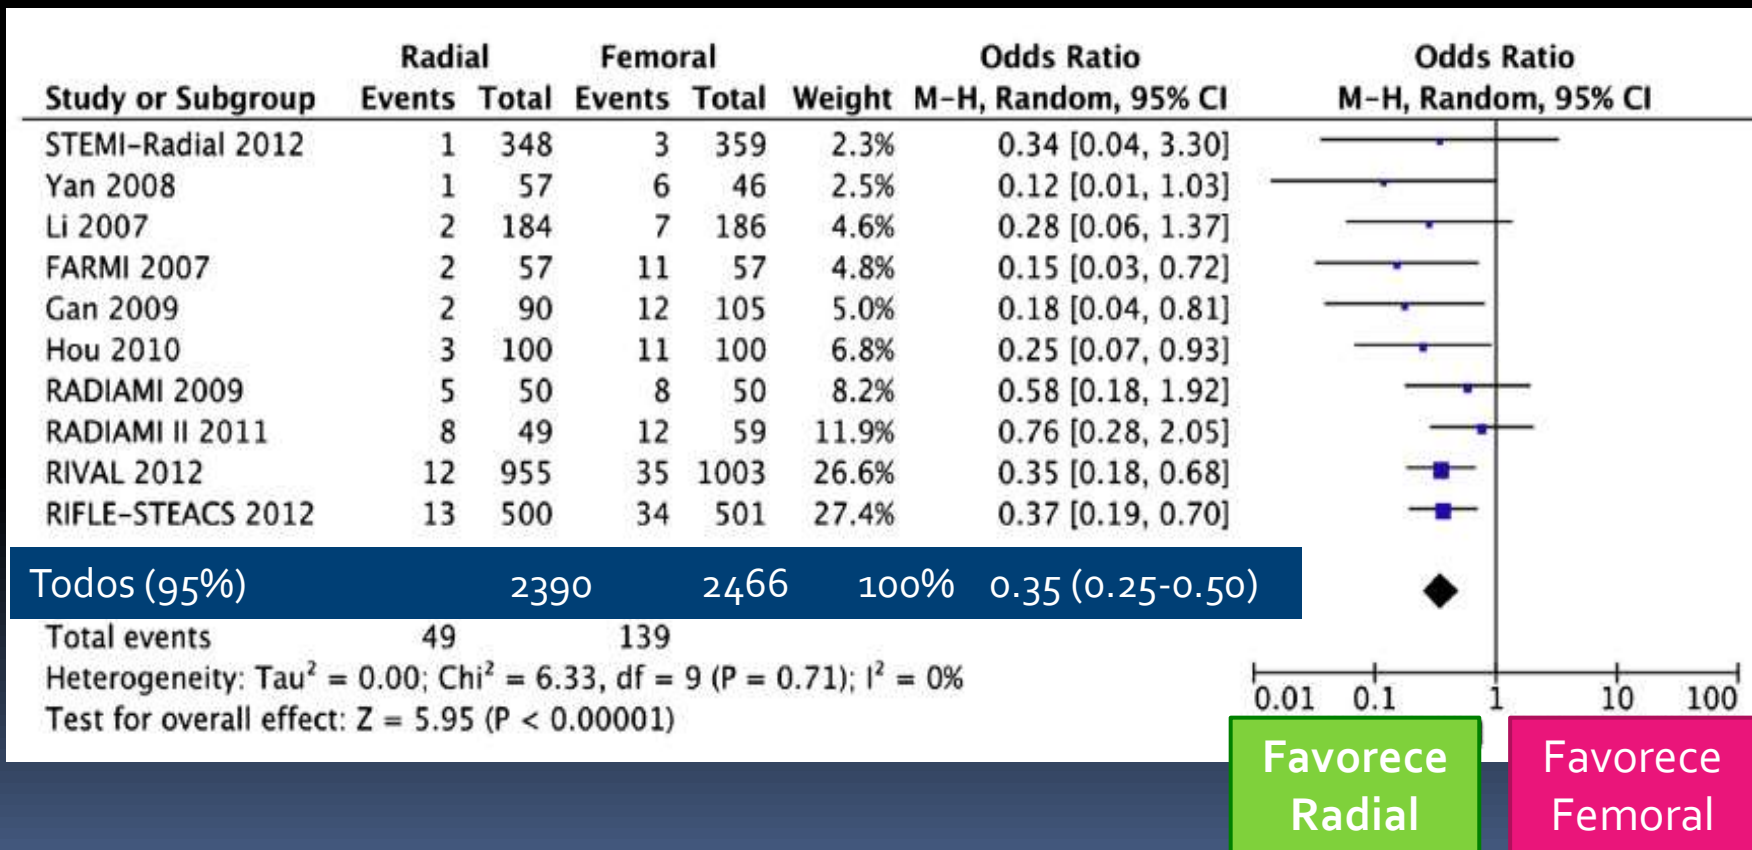 Radial Femoral Odds Ratio Odds Ratio
Study or Subgroup Events Total Events Total Weight M-H, Random, 95% CI M-H, Random, 95% CI
STEMI-Radial 2012 1 348 3 359 2.3% 0.34 [0.04, 3.30]
Yan 2008 1 57 6 46 2.5% 0.12 [0.01, 1.03]
Li 2007 2 184 7 186 4.6% 0.28 [0.06, 1.37]
FARMI 2007 2 57 11 57 4.8% 0.15 [0.03, 0.72]
Gan 2009 2 90 12 105 5.0% 0.18 [0.04, 0.81]
Hou 2010 3 100 11 100 6.8% 0.25 [0.07, 0.93]
RADIAMI 2009 5 50 8 50 8.2% 0.58 [0.18, 1.92]
RADIAMI II 2011 8 49 12 59 11.9% 0.76 [0.28, 2.05]
RIVAL 2012 12 955 35 1003 26.6% 0.35 [0.18, 0.68]
RIFLE-STEACS 2012 13 500 34 501 27.4% 0.37 [0.19, 0.70]
Todos (95%) 2390 2466 100% 0.35 (0.25-0.50)
Total events 49 139
Heterogeneity: Tau² = 0.00; Chi² = 6.33, df = 9 (P = 0.71); I² = 0%
Test for overall effect: Z = 5.95 (P < 0.00001)
0.01 0.1 1 10 100
Favorece
Radial
Favorece
Femoral